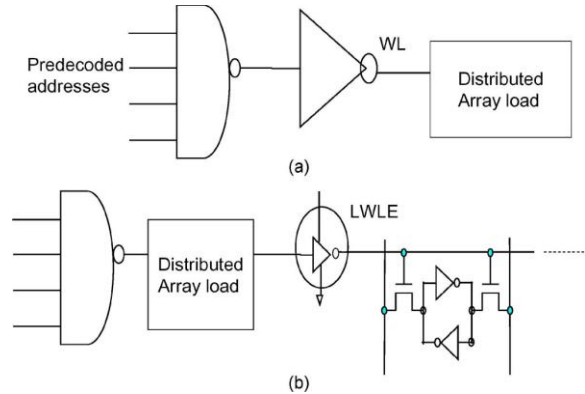 WL
Predecoded
addresses
Distributed
Array load
(a)
LWLE
Distributed
Array load
(b)